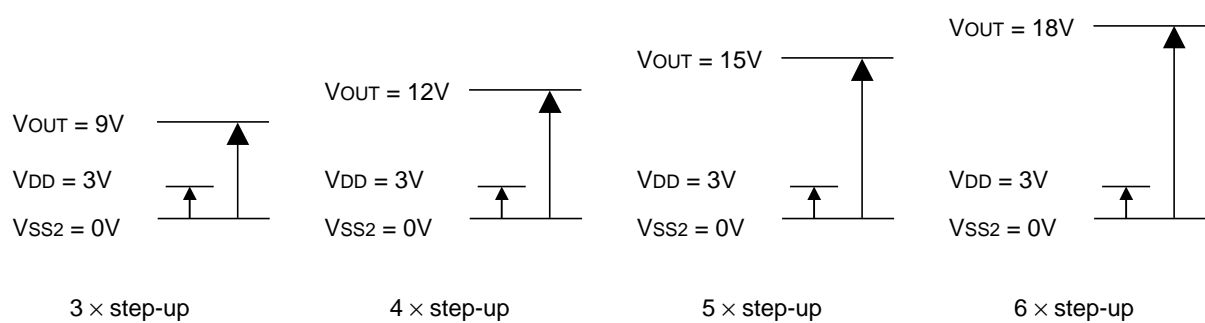 VOUT = 9V
VDD = 3V
VSS2 = 0V
3 × step-up
VOUT = 12V
VDD = 3V
VSS2 = 0V
4 × step-up
VOUT = 15V
VDD = 3V
VSS2 = 0V
5 × step-up
VOUT = 18V
VDD = 3V
VSS2 = 0V
6 × step-up